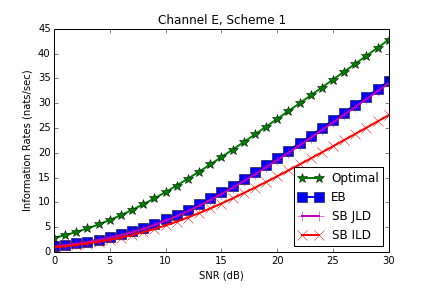 Channel E, Scheme 1
Information Rates (nats/sec)
45
40
35
30
25
20
15
10
5
0
Optimal
EB
SB JLD
SB ILD
0 5 10 15 20 25 30
SNR (dB)